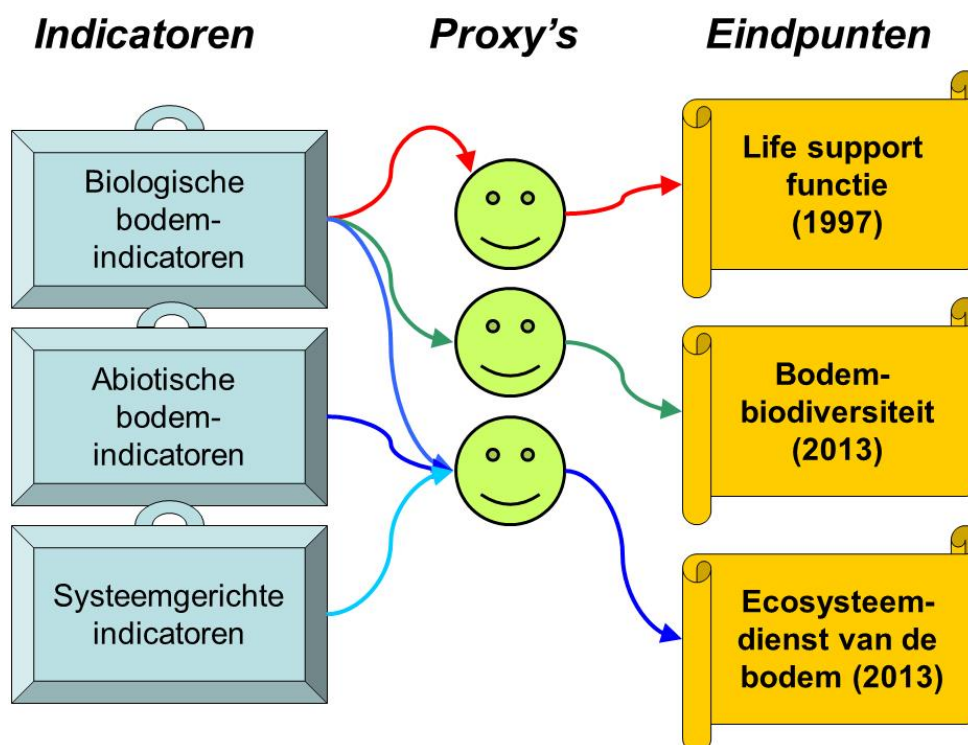 Indicatoren
Proxy's
Eindpunten
Biologische
bodem-
indicatoren
Abiotische
bodem-
indicatoren
Systeemgerichte
indicatoren
Life support
functie
(1997)
Bodem-
biodiversiteit
(2013)
Ecosysteem-
dienst van de
bodem (2013)